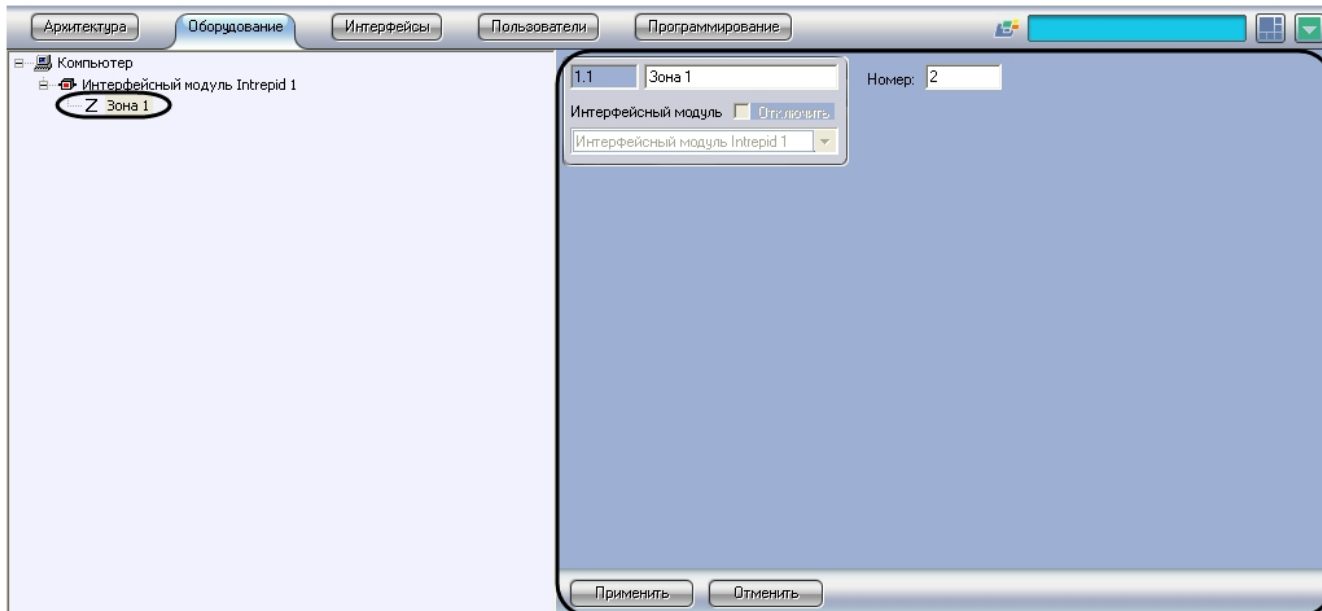 Архитектура Оборудование Интерфейсы Пользователи Программирование
Компьютер
Интерфейсный модуль Intrepid 1
Z Зона 1
1.1 Зона 1 Номер: 2
Интерфейсный модуль Отключить
Интерфейсный модуль Intrepid 1
Применить Отменить